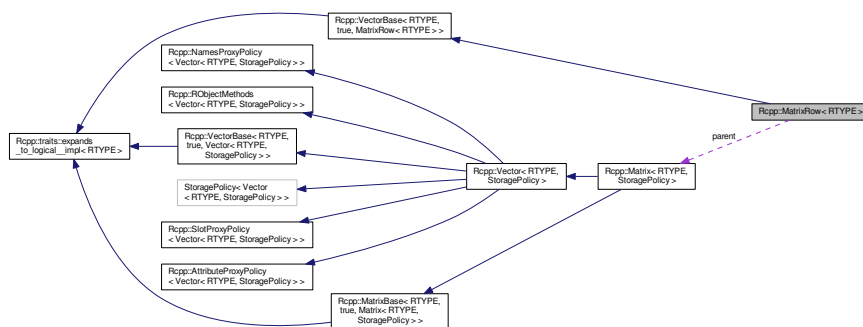 Rcpp::VectorBase< RTYPE,
true, MatrixRow< RTYPE > >
Rcpp::NamesProxyPolicy
< Vector< RTYPE, StoragePolicy > >
Rcpp::RObjectMethods
< Vector< RTYPE, StoragePolicy > >
Rcpp::MatrixRow< RTYPE >
parent
Rcpp::traits::expands
_to_logical__impl< RTYPE >
Rcpp::VectorBase< RTYPE,
true, Vector< RTYPE,
StoragePolicy > >
Rcpp::Vector< RTYPE,
StoragePolicy >
Rcpp::Matrix< RTYPE,
StoragePolicy >
StoragePolicy< Vector
< RTYPE, StoragePolicy > >
Rcpp::SlotProxyPolicy
< Vector< RTYPE, StoragePolicy > >
Rcpp::AttributeProxyPolicy
< Vector< RTYPE, StoragePolicy > >
Rcpp::MatrixBase< RTYPE,
true, Matrix< RTYPE,
StoragePolicy > >